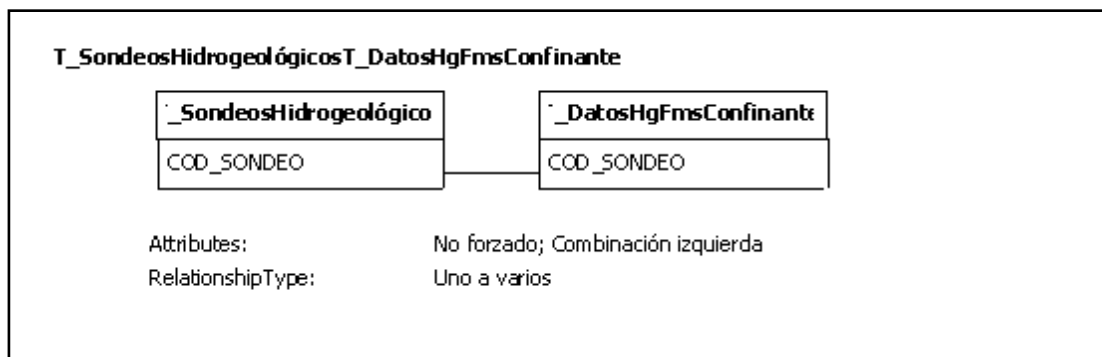 T_SondeosHidrogeológicosT_DatosHgFmsConfinante
_SondeosHidrogeológico
_DatosHgFmsConfinante
COD_SONDEO
COD_SONDEO
Attributes: No forzado; Combinación izquierda
RelationshipType: Uno a varios